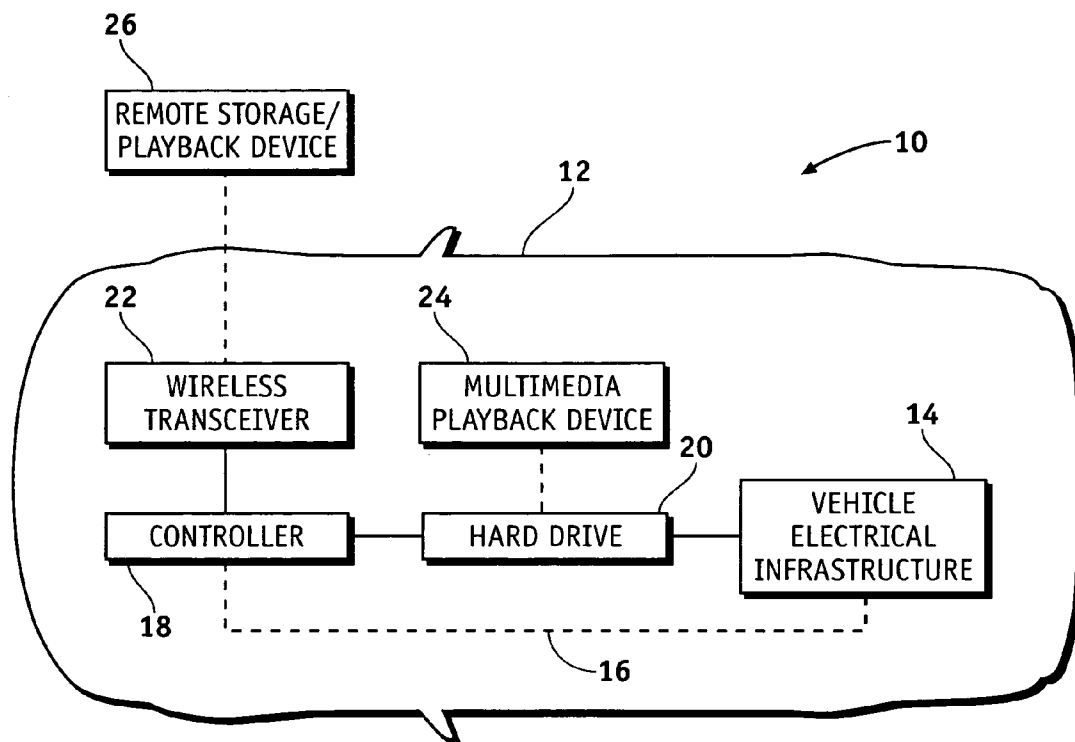 26
REMOTE STORAGE/
PLAYBACK DEVICE
10
12
22
24
WIRELESS
TRANSCEIVER
MULTIMEDIA
PLAYBACK DEVICE
20
14
CONTROLLER
HARD DRIVE
VEHICLE
ELECTRICAL
INFRASTRUCTURE
18
16